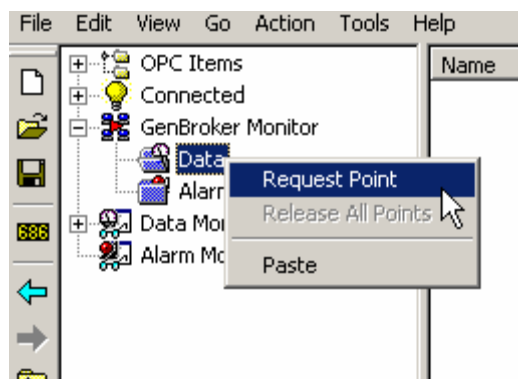 File Edit View Go Action Tools Help
OPC Items
Name
Connected
GenBroker Monitor
Data
Request Point
Alarm
Release All Points
Data Mo
Paste
Alarm Mo
686